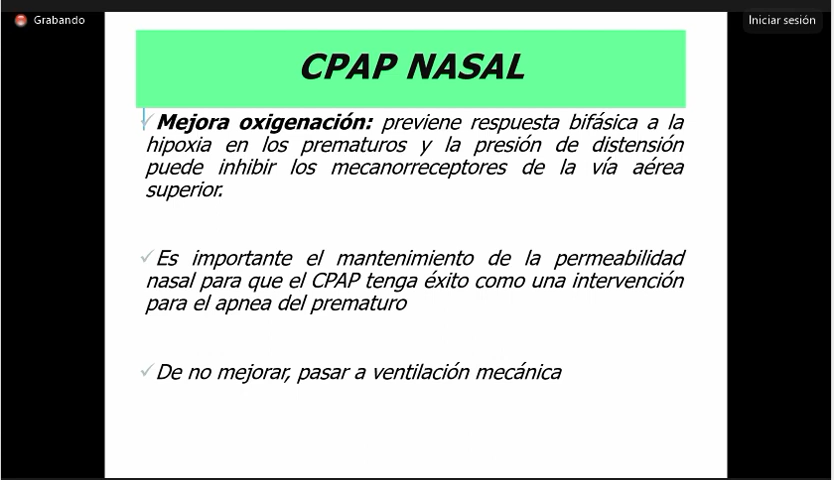 Grabando
Iniciar sesión
CPAP NASAL
✓Mejora oxigenación: previene respuesta bifásica a la
hipoxia en los prematuros y la presión de distensión
puede inhibir los mecanorreceptores de la vía aérea
superior.
✓Es importante el mantenimiento de la permeabilidad
nasal para que el CPAP tenga éxito como una intervención
para el apnea del prematuro
✓De no mejorar, pasar a ventilación mecánica